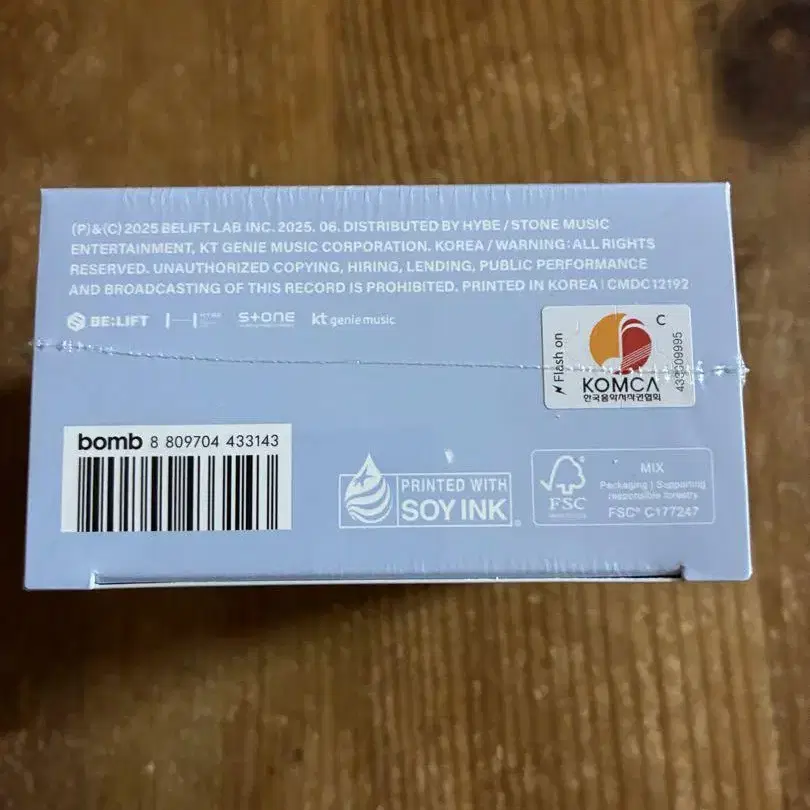 (P)&(C) 2025 BELIFT LAB INC. 2025. 06. DISTRIBUTED BY HYBE / STONE MUSIC
ENTERTAINMENT, KT GENIE MUSIC CORPORATION. KOREA / WARNING: ALL RIGHTS
RESERVED. UNAUTHORIZED COPYING, HIRING, LENDING, PUBLIC PERFORMANCE
AND BROADCASTING OF THIS RECORD IS PROHIBITED. PRINTED IN KOREA | CMDC12192
BE:LIFT
STONE
kt genie music
Flash on
C
KOMCA
한국음악저작권협회
bomb 8 809704 433143
PRINTED WITH
SOY INK
FSC
MIX
Packaging | Supporting
responsible forestry
FSC® C177247